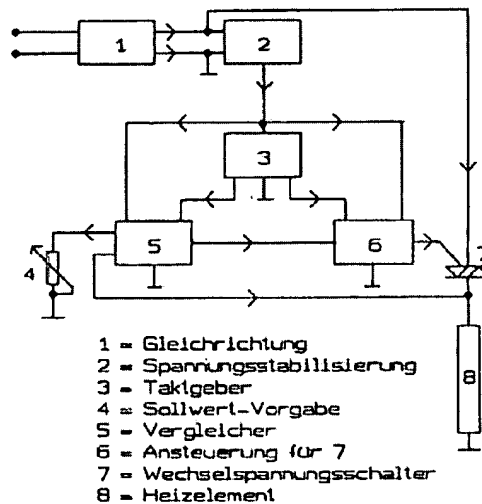 1
2
3
4
5
6
7
8
1 = Gleichrichtung
2 = Spannungsstabilisierung
3 = Taktgeber
4 = Sollwert-Vorgabe
5 = Vergleicher
6 = Ansteuerung für 7
7 = Wechselspannungsschalter
8 = Heizelement